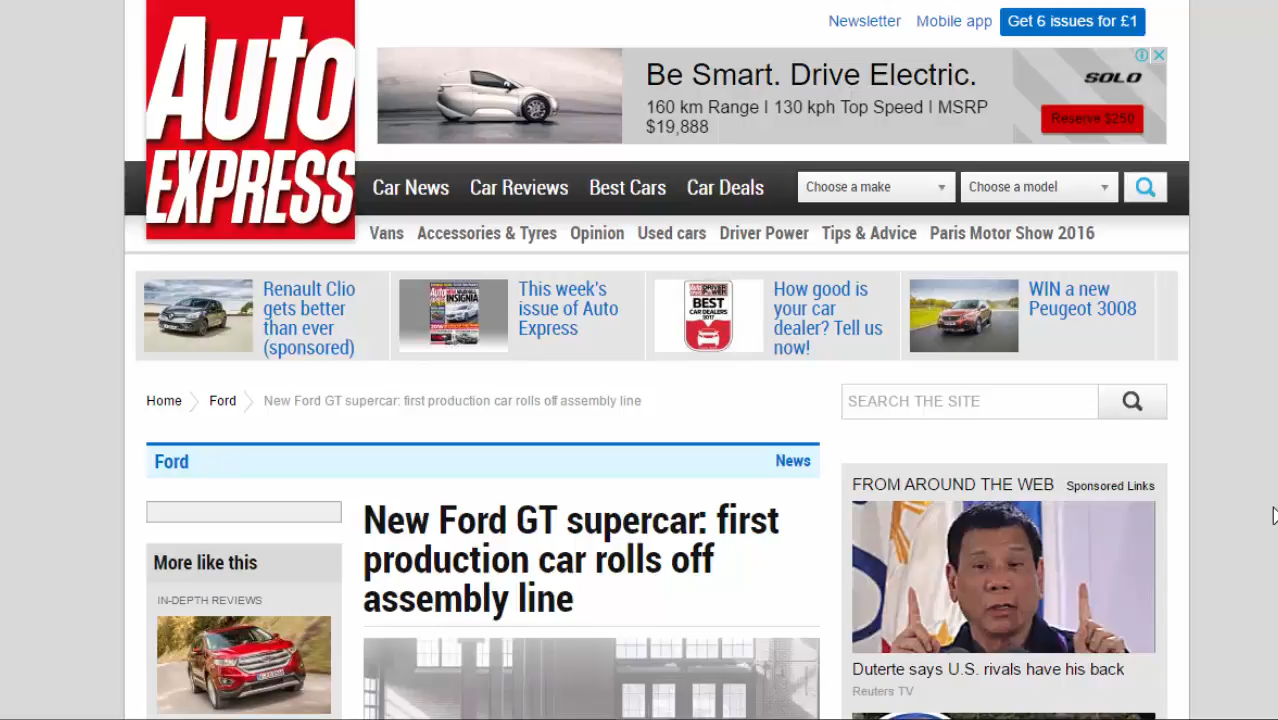 Newsletter
Mobile app
Get 6 issues for £1
Auto
EXPRESS
Be Smart. Drive Electric.
160 km Range | 130 kph Top Speed | MSRP
$19,888
SOLO
Reserve $250
Car News
Car Reviews
Best Cars
Car Deals
Choose a make
Choose a model
Vans
Accessories & Tyres
Opinion
Used cars
Driver Power
Tips & Advice
Paris Motor Show 2016
Renault Clio
gets better
than ever
(sponsored)
INSIGNIA
This week's
issue of Auto
Express
BEST
CAR DEALERS
How good is
your car
dealer? Tell us
now!
WIN a new
Peugeot 3008
Home
Ford
New Ford GT supercar: first production car rolls off assembly line
SEARCH THE SITE
Ford
News
New Ford GT supercar: first
production car rolls off
assembly line
More like this
IN-DEPTH REVIEWS
FROM AROUND THE WEB
Sponsored Links
Duterte says U.S. rivals have his back
Reuters TV